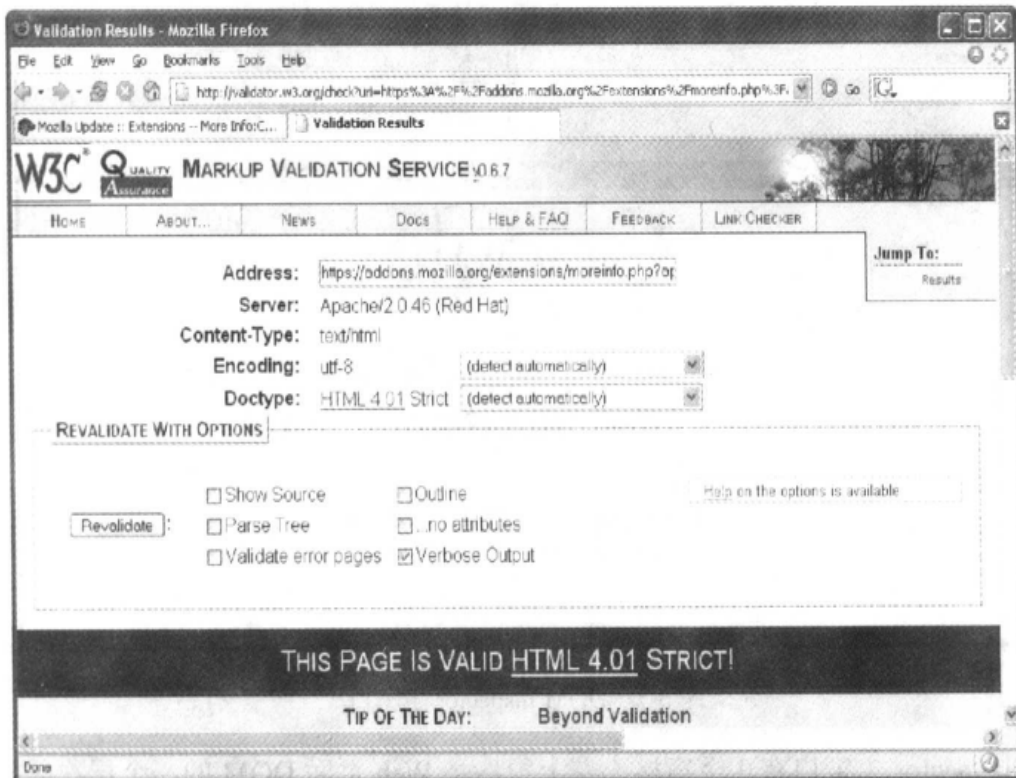 Validation Results - Mozilla Firefox
File Edit View Go Bookmarks Tools Help
http://validator.w3.org/check?uri=https%3A%2F%2Faddons.mozilla.org%2Fextensions%2Fmoreinfo.php%3F. Go
Mozilla Update :: Extensions -- More Info:C... Validation Results
W3C® QUALITY Assurance MARKUP VALIDATION SERVICE v0.6.7
HOME ABOUT... NEWS DOCS HELP & FAQ FEEDBACK LINK CHECKER
Jump To:
Results
Address: https://addons.mozilla.org/extensions/moreinfo.php?ap
Server: Apache/2.0.46 (Red Hat)
Content-Type: text/html
Encoding: utf-8 (detect automatically)
Doctype: HTML 4.01 Strict (detect automatically)
REVALIDATE WITH OPTIONS
Show Source Outline Help on the options is available
Revalidate : Parse Tree ...no attributes
Validate error pages Verbose Output
THIS PAGE IS VALID HTML 4.01 STRICT!
TIP OF THE DAY: Beyond Validation
Done